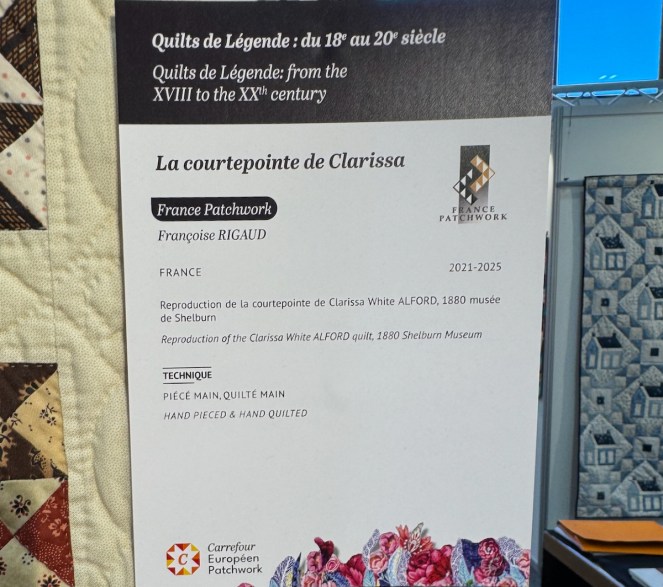 Quilts de Légende : du 18e au 20e siècle
Quilts de Légende: from the
XVIII to the XXth century
La courtepointe de Clarissa
France Patchwork
FRANCE
PATCHWORK
Françoise RIGAUD
FRANCE
2021-2025
Reproduction de la courtepointe de Clarissa White ALFORD, 1880 musée
de Shelburn
Reproduction of the Clarissa White ALFORD quilt, 1880 Shelburn Museum
TECHNIQUE
PIÉCÉ MAIN, QUILTÉ MAIN
HAND PIECED & HAND QUILTED
C
Carrefour
Européen
Patchwork